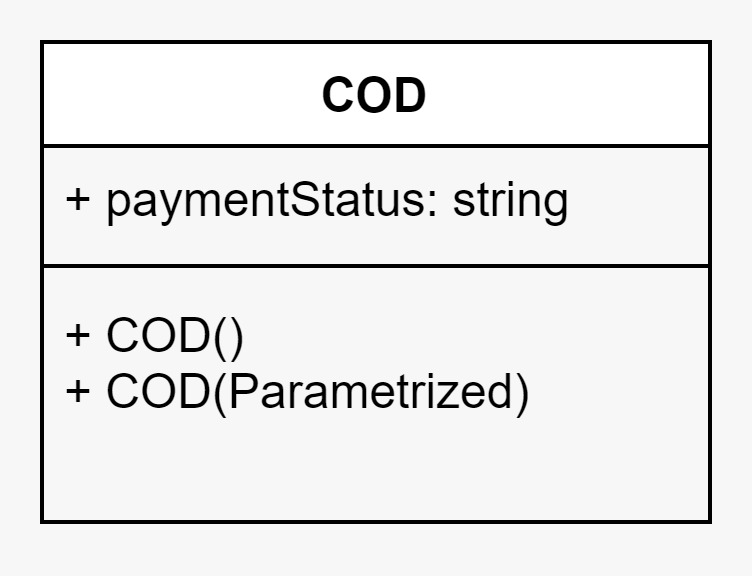 COD
+ paymentStatus: string
+ COD()
+ COD(Parametrized)